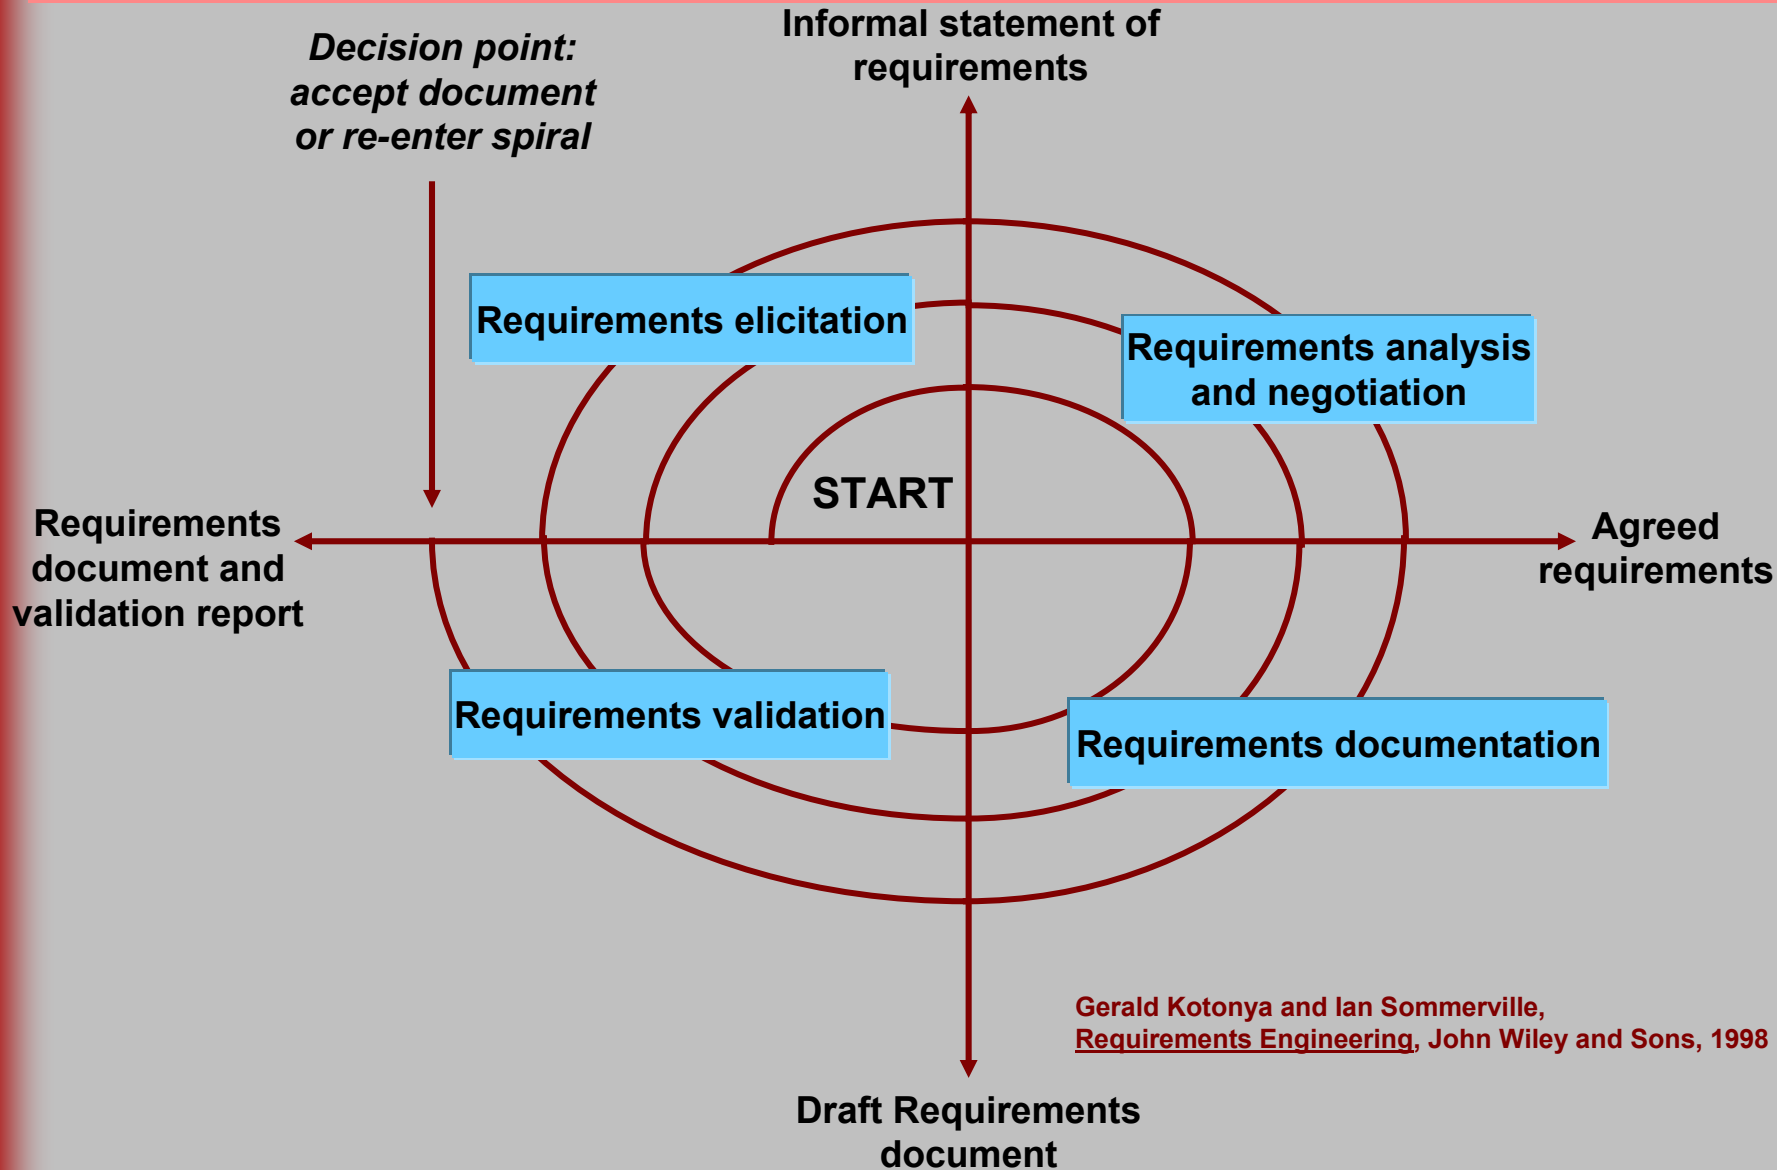 Informal statement of
requirements
Decision point:
accept document
or re-enter spiral
Requirements elicitation
Requirements analysis
and negotiation
START
Requirements
document and
validation report
Agreed
requirements
Requirements validation
Requirements documentation
Gerald Kotonya and Ian Sommerville,
Requirements Engineering, John Wiley and Sons, 1998
Draft Requirements
document